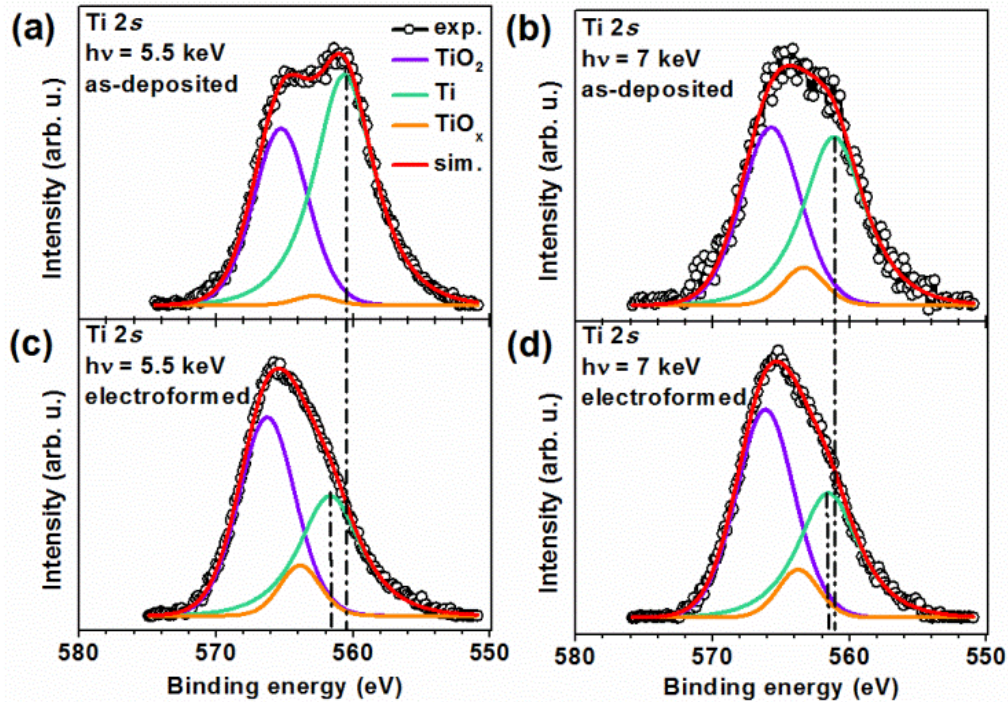 (a)
Ti 2s
hν = 5.5 keV
as-deposited
exp.
TiO₂
Ti
TiOₓ
sim.
Intensity (arb. u.)
(b)
Ti 2s
hν = 7 keV
as-deposited
Intensity (arb. u.)
(c)
Ti 2s
hν = 5.5 keV
electroformed
Intensity (arb. u.)
580 570 560 550
Binding energy (eV)
(d)
Ti 2s
hν = 7 keV
electroformed
Intensity (arb. u.)
580 570 560 550
Binding energy (eV)